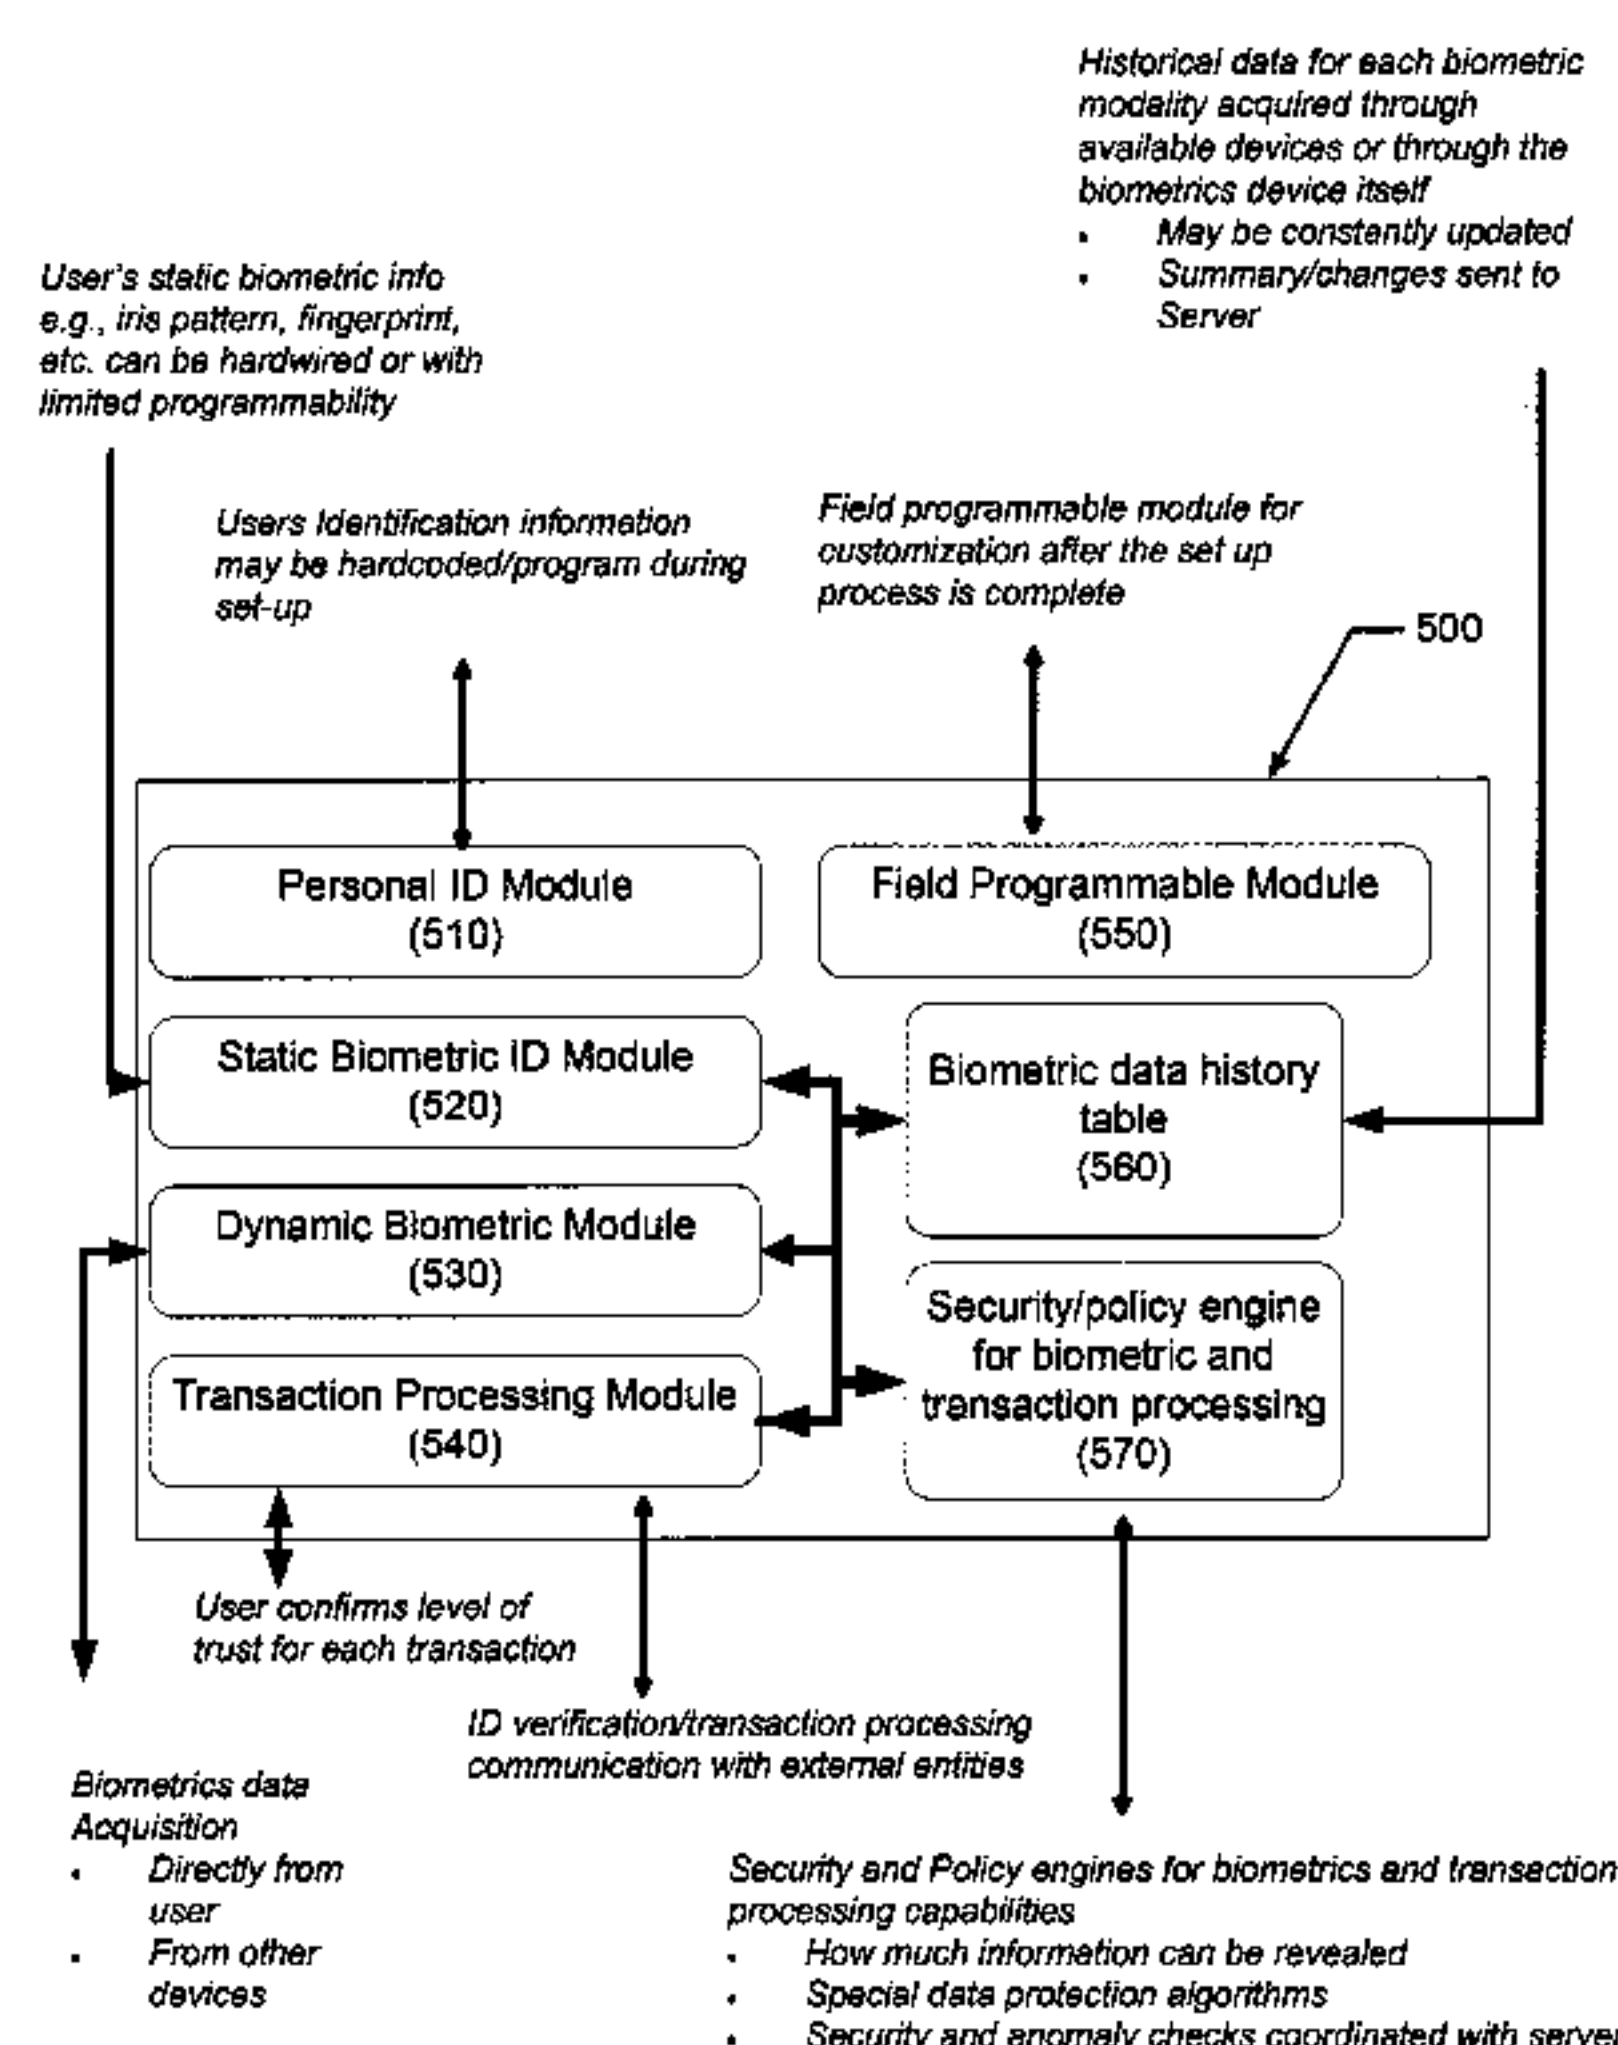 Historical data for each biometric
modality acquired through
available devices or through the
biometrics device itself
• May be constantly updated
• Summary/changes sent to
Server
User's static biometric info
e.g., iris pattern, fingerprint,
etc. can be hardwired or with
limited programmability
Users Identification information
may be hardcoded/program during
set-up
Field programmable module for
customization after the set up
process is complete
500
Personal ID Module
(510)
Field Programmable Module
(550)
Static Biometric ID Module
(520)
Biometric data history
table
(560)
Dynamic Biometric Module
(530)
Security/policy engine
for biometric and
transaction processing
(570)
Transaction Processing Module
(540)
User confirms level of
trust for each transaction
ID verification/transaction processing
communication with external entities
Biometrics data
Acquisition
• Directly from
user
• From other
devices
Security and Policy engines for biometrics and transaction
processing capabilities
• How much information can be revealed
• Special data protection algorithms
• Security and anomaly checks coordinated with server